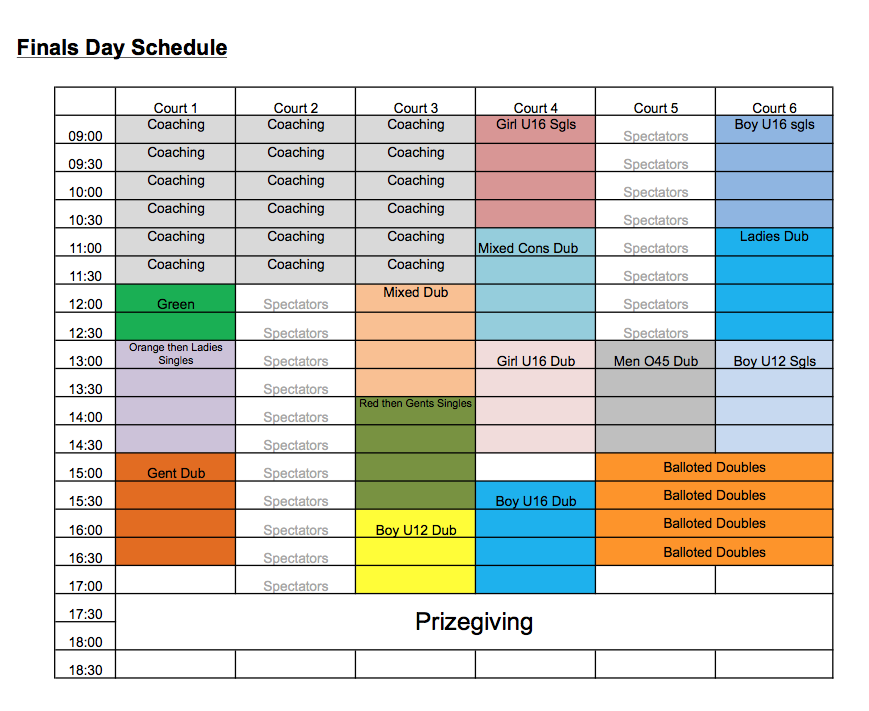 Finals Day Schedule
Court 1 Court 2 Court 3 Court 4 Court 5 Court 6
09:00 Coaching Coaching Coaching Girl U16 Sgls Spectators Boy U16 sgls
09:30 Coaching Coaching Coaching Spectators
10:00 Coaching Coaching Coaching Spectators
10:30 Coaching Coaching Coaching Spectators
11:00 Coaching Coaching Coaching Mixed Cons Dub Spectators Ladies Dub
11:30 Coaching Coaching Coaching Spectators
12:00 Green Spectators Mixed Dub Spectators
12:30 Spectators Spectators
13:00 Orange then Ladies Singles Spectators Girl U16 Dub Men O45 Dub Boy U12 Sgls
13:30 Spectators
14:00 Spectators Red then Gents Singles
14:30 Spectators
15:00 Gent Dub Spectators Balloted Doubles
15:30 Spectators Boy U16 Dub Balloted Doubles
16:00 Spectators Boy U12 Dub Balloted Doubles
16:30 Spectators Balloted Doubles
17:00 Spectators
17:30
Prizegiving
18:00
18:30